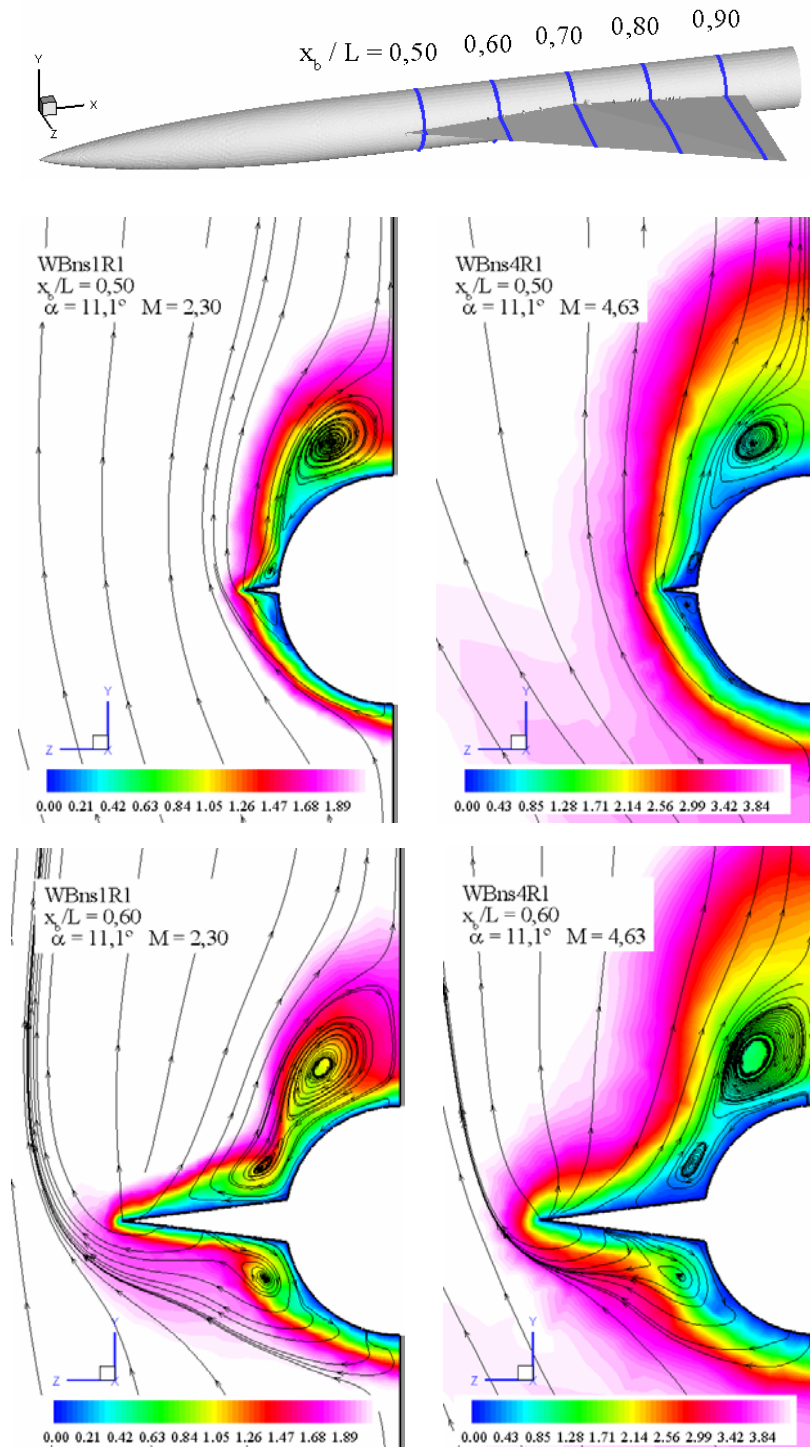 x_b / L = 0,50 0,60 0,70 0,80 0,90
Y
X
Z
WBns1R1
x_b/L = 0,50
α = 11,1º M = 2,30
Y
Z X
0.00 0.21 0.42 0.63 0.84 1.05 1.26 1.47 1.68 1.89
WBns4R1
x_b/L = 0,50
α = 11,1º M = 4,63
Y
Z X
0.00 0.43 0.85 1.28 1.71 2.14 2.56 2.99 3.42 3.84
WBns1R1
x_b/L = 0,60
α = 11,1º M = 2,30
Y
Z X
0.00 0.21 0.42 0.63 0.84 1.05 1.26 1.47 1.68 1.89
WBns4R1
x_b/L = 0,60
α = 11,1º M = 4,63
Y
Z X
0.00 0.43 0.85 1.28 1.71 2.14 2.56 2.99 3.42 3.84